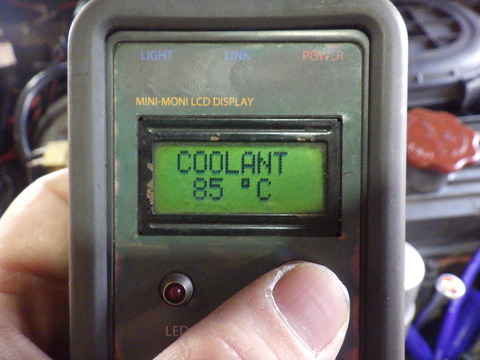 LIGHT LINK POWER
MINI-MONI LCD DISPLAY
COOLANT
85 °C
LED